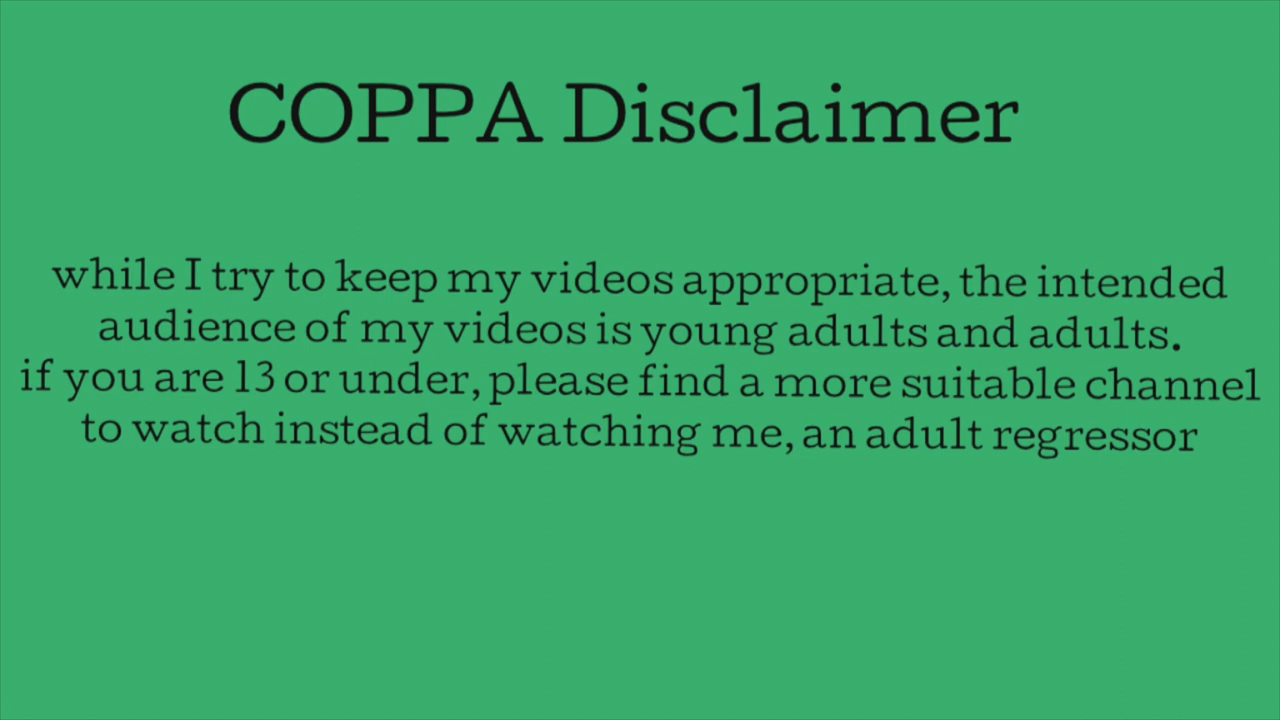 COPPA Disclaimer
while I try to keep my videos appropriate, the intended
audience of my videos is young adults and adults.
if you are 13 or under, please find a more suitable channel
to watch instead of watching me, an adult regressor